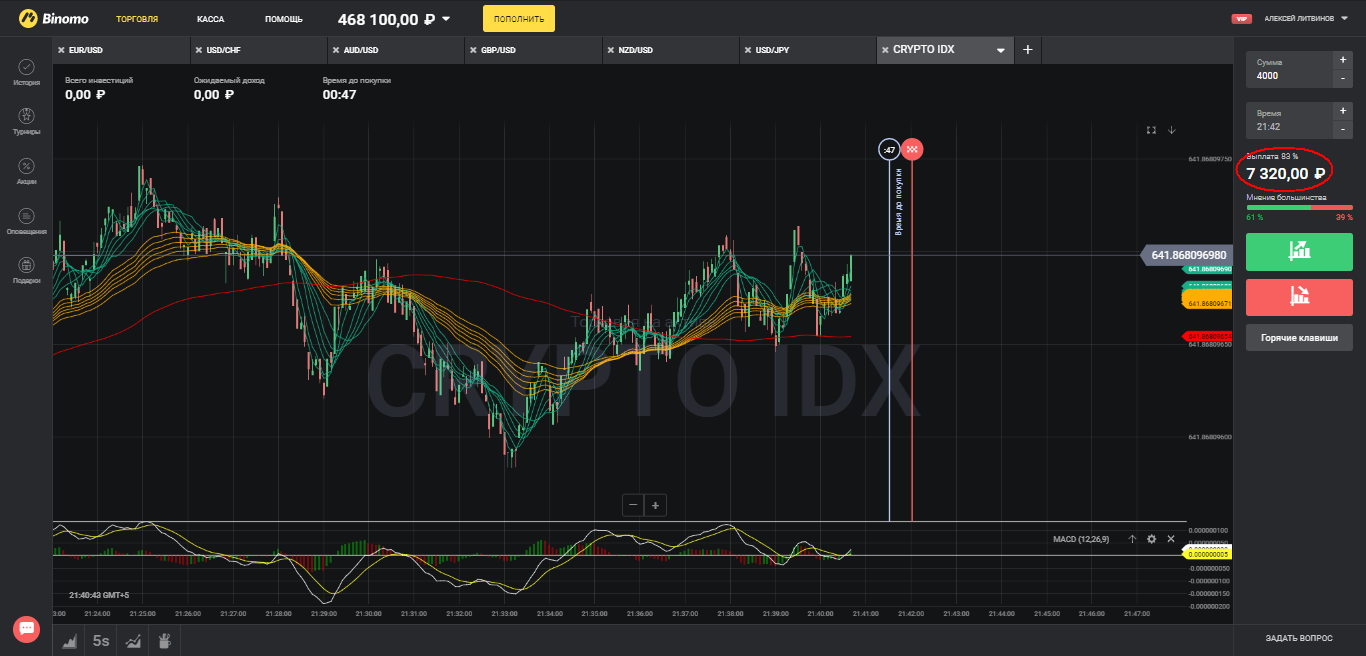 Binomo
ТОРГОВЛЯ
КАССА
ПОМОЩЬ
468 100,00 ₽
ПОПОЛНИТЬ
VIP
АЛЕКСЕЙ ЛИТВИНОВ
EUR/USD
USD/CHF
AUD/USD
GBP/USD
NZD/USD
USD/JPY
CRYPTO IDX
История
Турниры
Акции
Оповещения
Подарки
Всего инвестиций
0,00 ₽
Ожидаемый доход
0,00 ₽
Время до покупки
00:47
:47
Время до покупки
CRYPTO IDX
641.86809750
641.868096980
641.86809690
641.86809671
641.86809650
641.86809600
MACD (12,26,9)
0.000000100
0.000000005
-0.000000050
-0.000000100
-0.000000150
-0.000000200
21:40:43 GMT+5
3:00 21:24:00 21:25:00 21:26:00 21:27:00 21:28:00 21:29:00 21:30:00 21:31:00 21:32:00 21:33:00 21:34:00 21:35:00 21:36:00 21:37:00 21:38:00 21:39:00 21:40:00 21:41:00 21:42:00 21:43:00 21:44:00 21:45:00 21:46:00 21:47:00
5s
Сумма
4000
+
-
Время
21:42
+
-
Выплата 83 %
7 320,00 ₽
Мнение большинства
61 %
39 %
Горячие клавиши
ЗАДАТЬ ВОПРОС